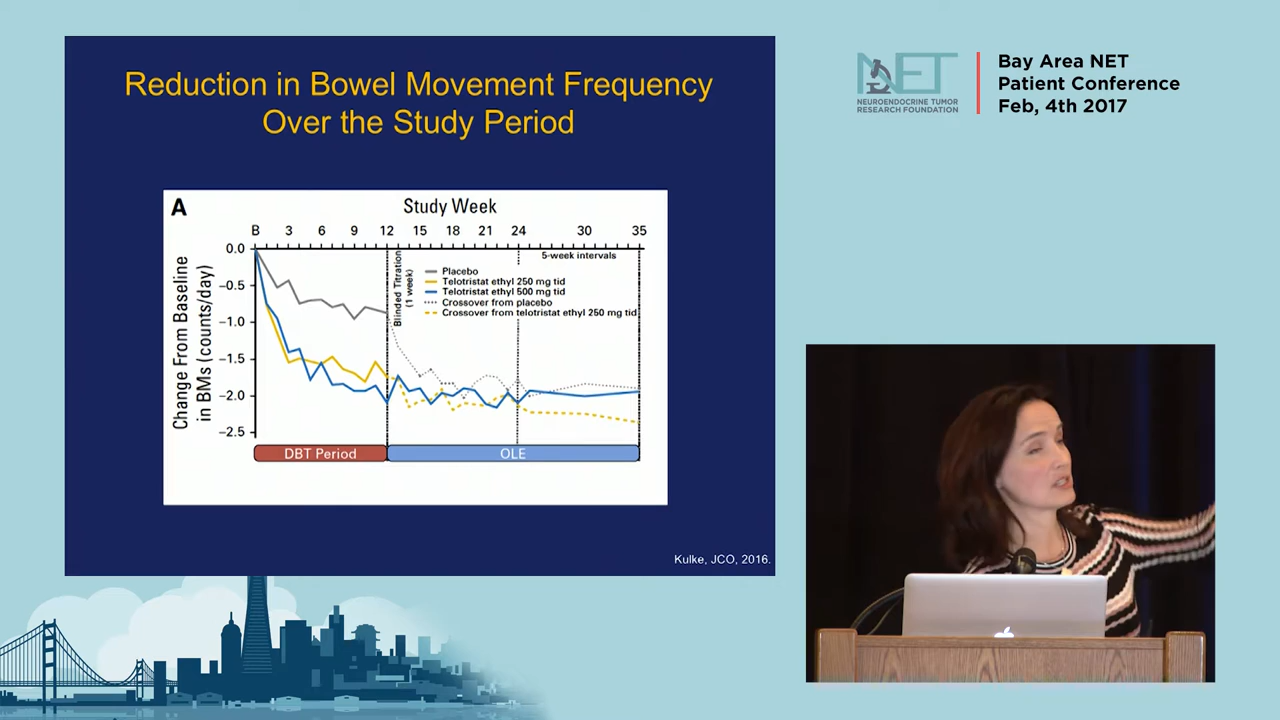 Reduction in Bowel Movement Frequency
Over the Study Period
A
Study Week
B 3 6 9 12 15 18 21 24 30 35
5-week intervals
0.0
–0.5
–1.0
–1.5
–2.0
–2.5
Change From Baseline
in BMs (counts/day)
Blinded Titration
(1 week)
Placebo
Telotristat ethyl 250 mg tid
Telotristat ethyl 500 mg tid
Crossover from placebo
Crossover from telotristat ethyl 250 mg tid
DBT Period
OLE
Kulke, JCO, 2016.
NET
NEUROENDOCRINE TUMOR
RESEARCH FOUNDATION
Bay Area NET
Patient Conference
Feb, 4th 2017